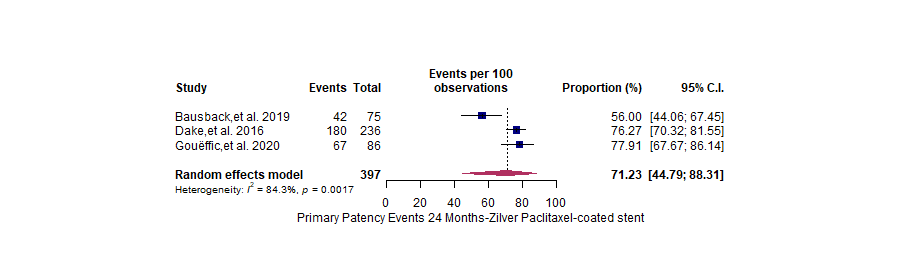 Events per 100
Study Events Total observations Proportion (%) 95% C.I.
Bausback,et al. 2019 42 75 56.00 [44.06; 67.45]
Dake,et al. 2016 180 236 76.27 [70.32; 81.55]
Gouëffic,et al. 2020 67 86 77.91 [67.67; 86.14]
Random effects model 397 71.23 [44.79; 88.31]
Heterogeneity: I² = 84.3%, p = 0.0017
0 20 40 60 80 100
Primary Patency Events 24 Months-Zilver Paclitaxel-coated stent